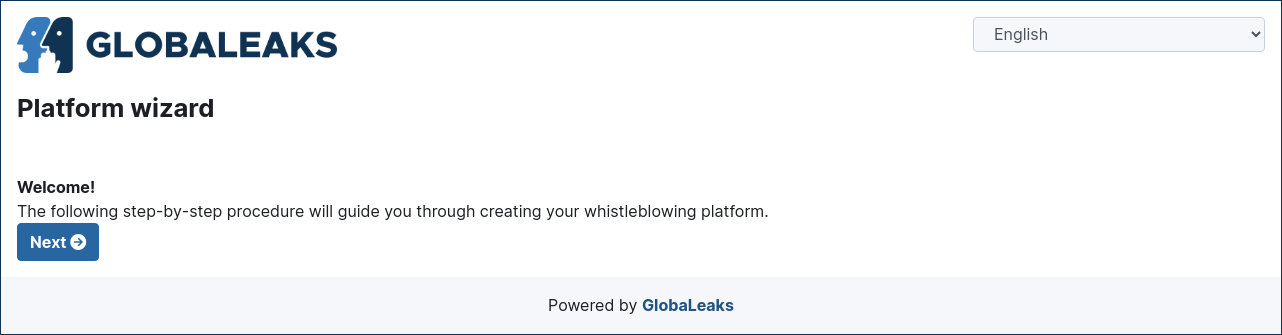 GLOBALEAKS
English
Platform wizard
Welcome!
The following step-by-step procedure will guide you through creating your whistleblowing platform.
Next
Powered by GlobaLeaks